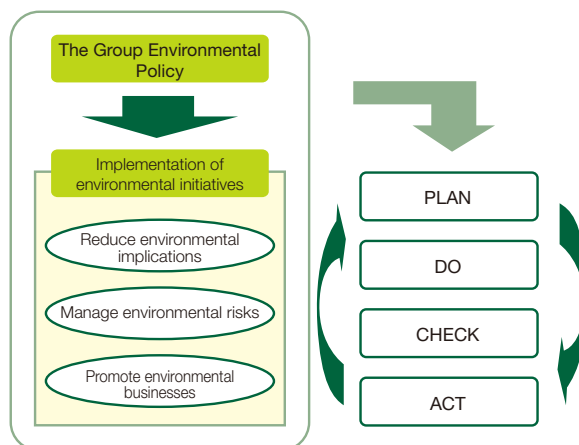 The Group Environmental
Policy
Implementation of
environmental initiatives
Reduce environmental
implications
Manage environmental risks
Promote environmental
businesses
PLAN
DO
CHECK
ACT